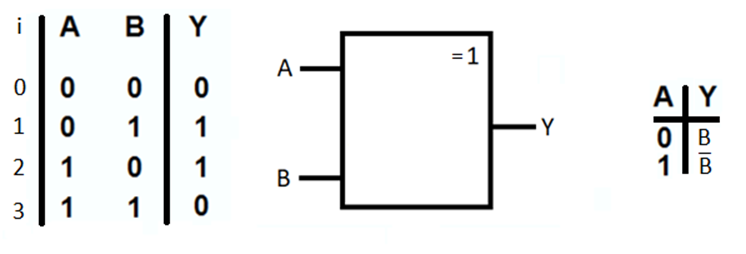 i A B Y
0 0 0 0
1 0 1 1
2 1 0 1
3 1 1 0
=1
A
B
Y
A Y
0 B
1 B̅